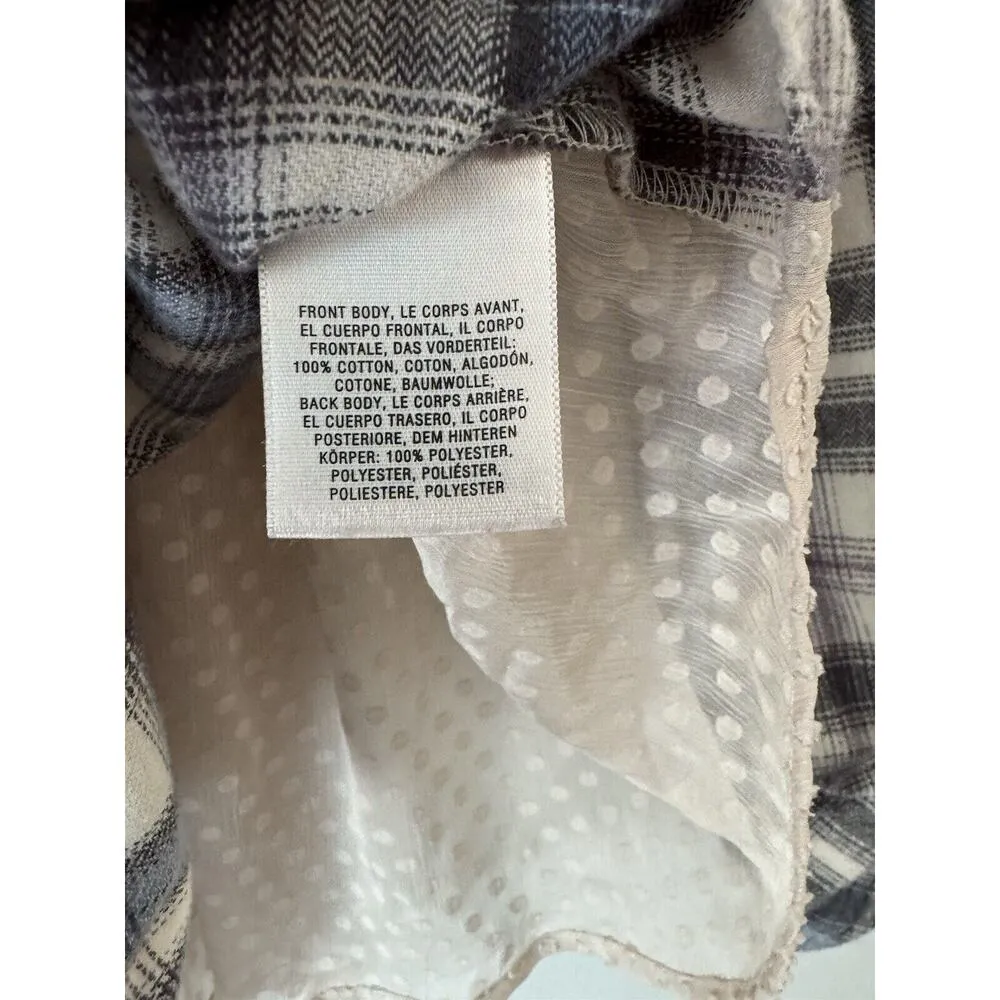 FRONT BODY, LE CORPS AVANT,
EL CUERPO FRONTAL, IL CORPO
FRONTALE, DAS VORDERTEIL:
100% COTTON, COTON, ALGODÓN,
COTONE, BAUMWOLLE;
BACK BODY, LE CORPS ARRIÈRE,
EL CUERPO TRASERO, IL CORPO
POSTERIORE, DEM HINTEREN
KÖRPER: 100% POLYESTER,
POLYESTER, POLIÉSTER,
POLIESTERE, POLYESTER